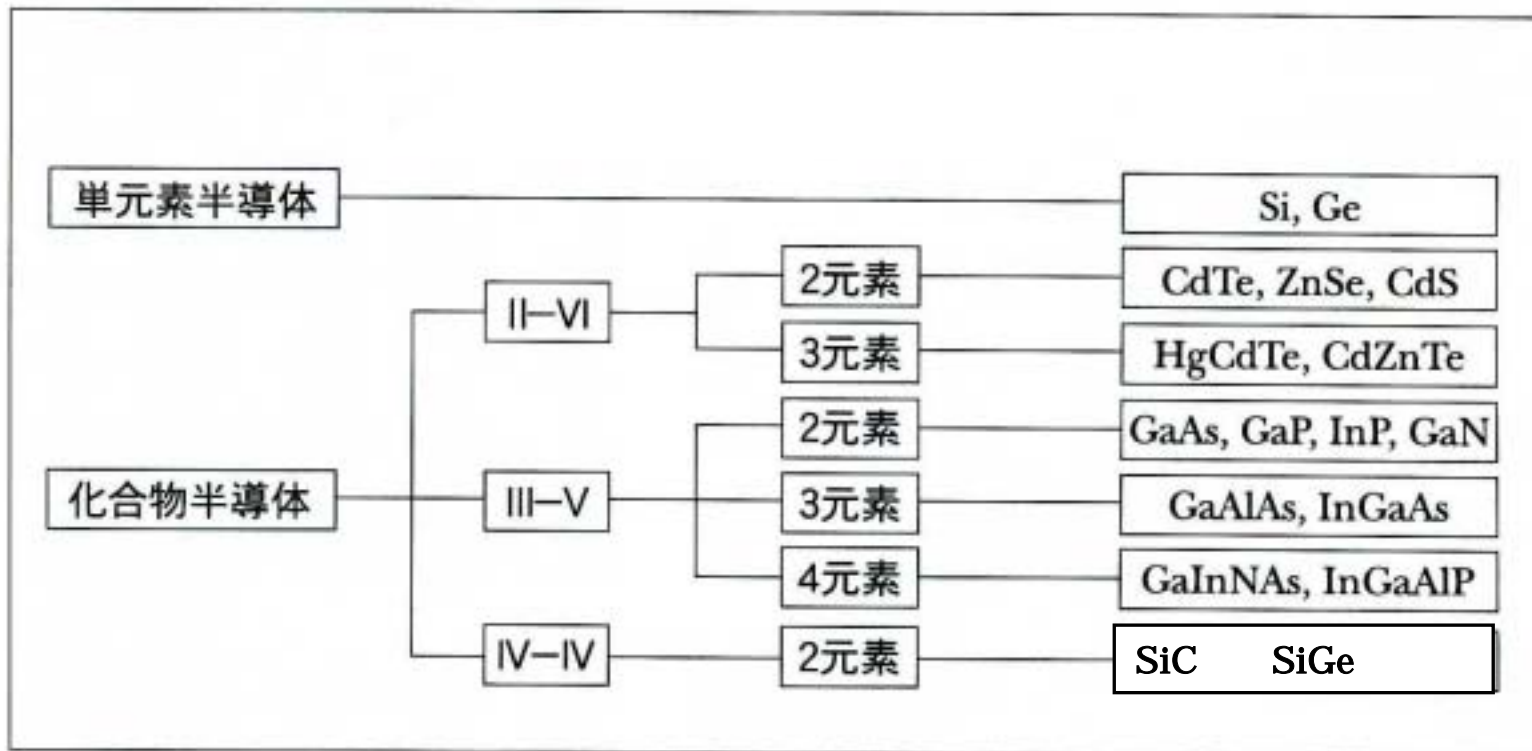 単元素半導体
Si, Ge
2元素
CdTe, ZnSe, CdS
II−VI
3元素
HgCdTe, CdZnTe
2元素
GaAs, GaP, InP, GaN
化合物半導体
III−V
3元素
GaAlAs, InGaAs
4元素
GaInNAs, InGaAlP
IV−IV
2元素
SiC SiGe